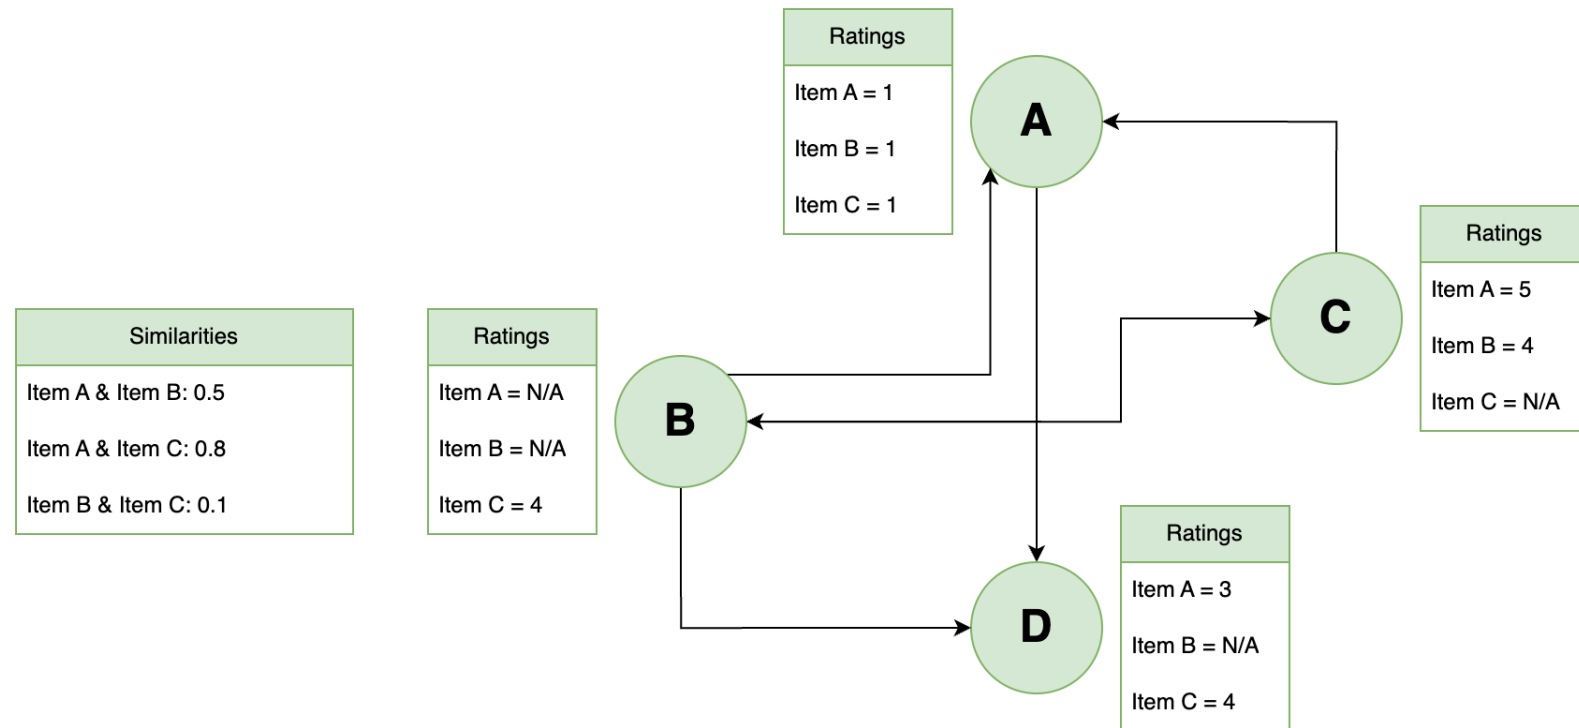 Ratings
Item A = 1
Item B = 1
Item C = 1
A
Ratings
Item A = 5
Item B = 4
Item C = N/A
C
Similarities
Item A & Item B: 0.5
Item A & Item C: 0.8
Item B & Item C: 0.1
Ratings
Item A = N/A
Item B = N/A
Item C = 4
B
D
Ratings
Item A = 3
Item B = N/A
Item C = 4